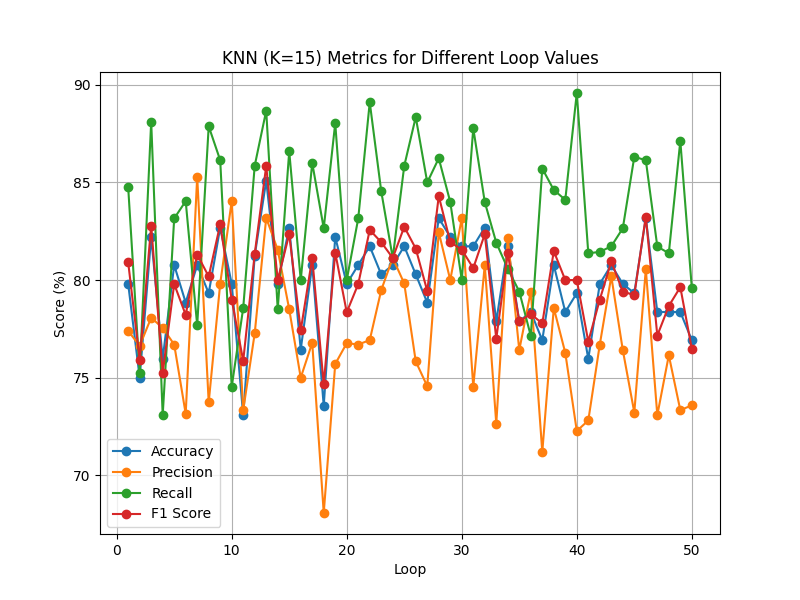 KNN (K=15) Metrics for Different Loop Values
Score (%)
90
85
80
75
70
Accuracy
Precision
Recall
F1 Score
0
10
20
30
40
50
Loop